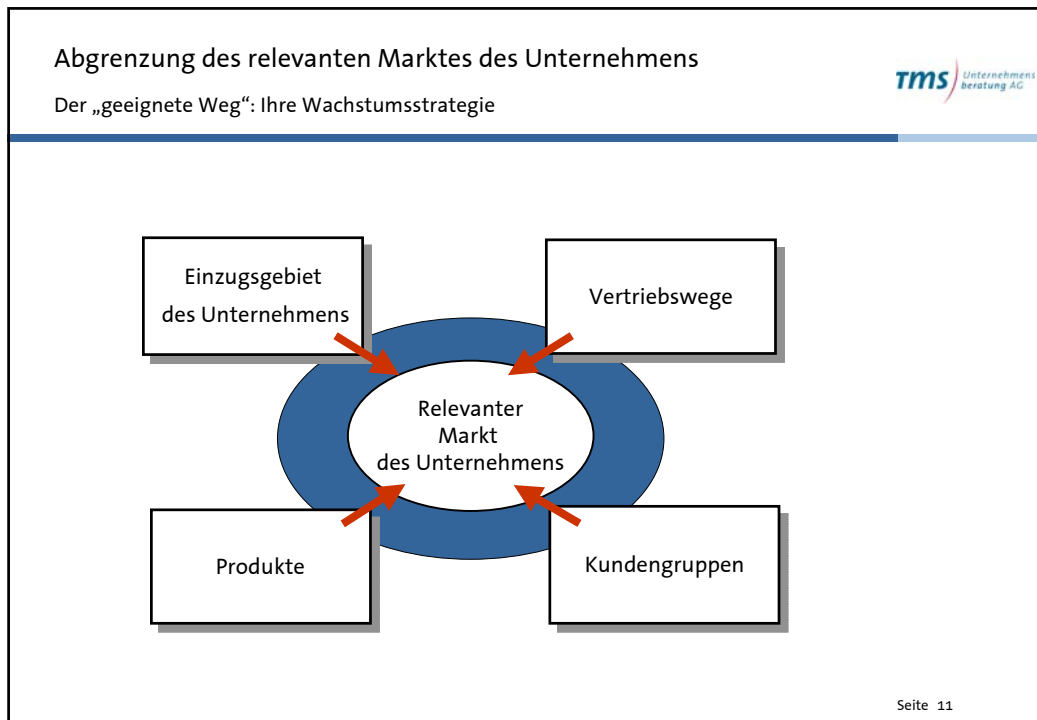 Abgrenzung des relevanten Marktes des Unternehmens
Der „geeignete Weg“: Ihre Wachstumsstrategie
TMS Unternehmens
beratung AG
Einzugsgebiet
des Unternehmens
Vertriebswege
Relevanter
Markt
des Unternehmens
Produkte
Kundengruppen
Seite 11